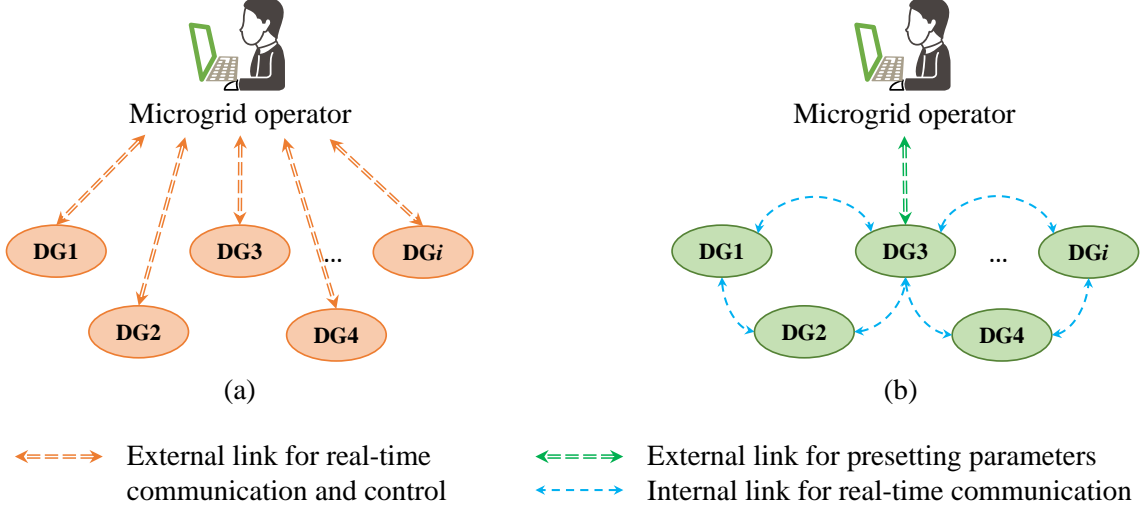 Microgrid operator
DG1
DG3
...
DGi
DG2
DG4
(a)
Microgrid operator
DG1
DG3
...
DGi
DG2
DG4
(b)
External link for real-time
communication and control
External link for presetting parameters
Internal link for real-time communication